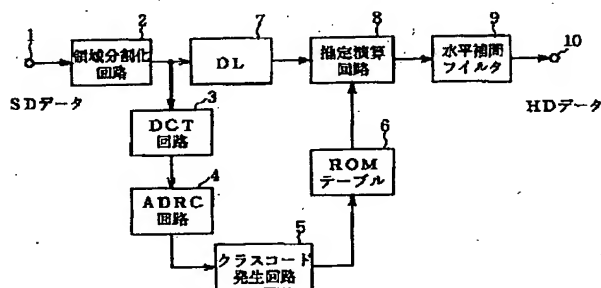 1
SDデータ
2
領域分割化
回路
7
DL
8
推定演算
回路
9
水平補間
フイルタ
10
HDデータ
3
DCT
回路
4
ADRC
回路
5
クラスコード
発生回路
6
ROM
テーブル